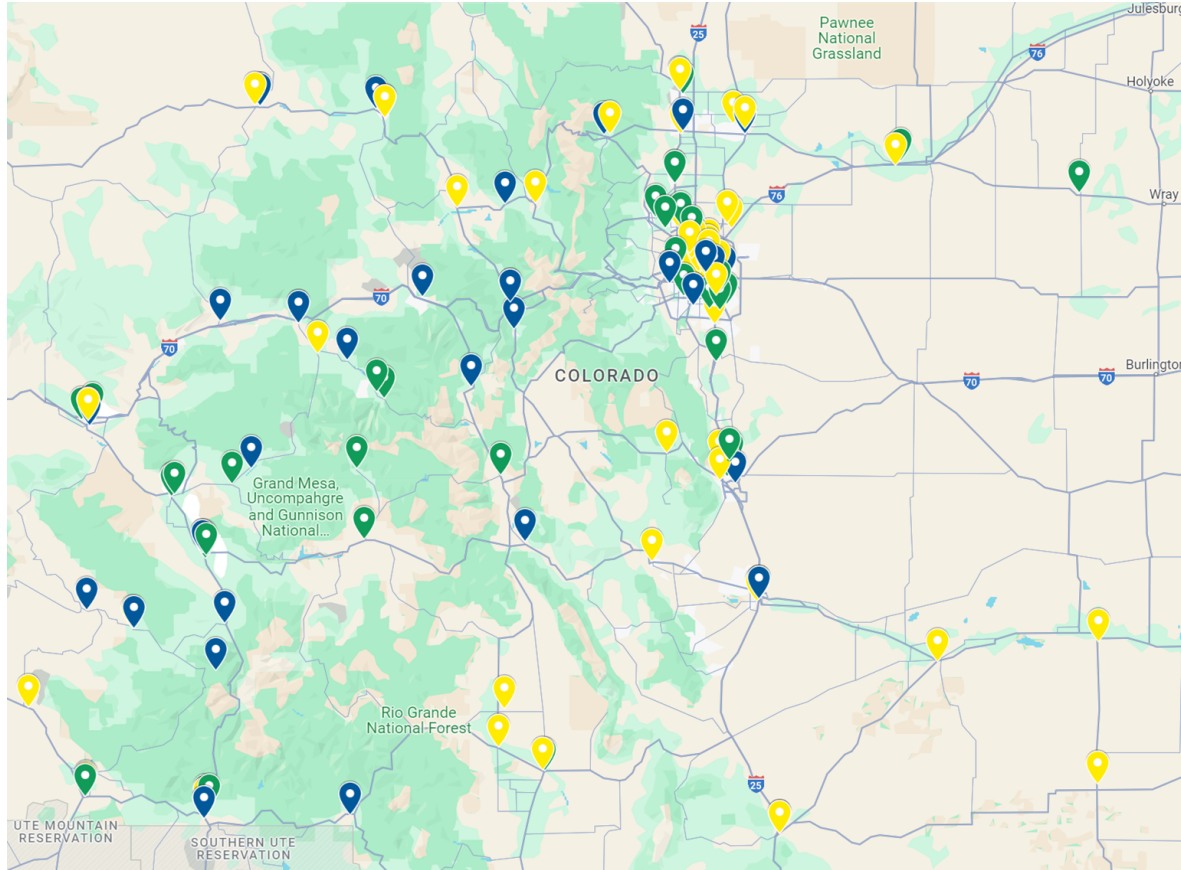 Julesburg
25
Pawnee
National
Grassland
76
Holyoke
76
Wray
70
70
COLORADO
Burlington
70
70
Grand Mesa,
Uncompahgre
and Gunnison
National...
Rio Grande
National Forest
25
UTE MOUNTAIN
RESERVATION
SOUTHERN UTE
RESERVATION